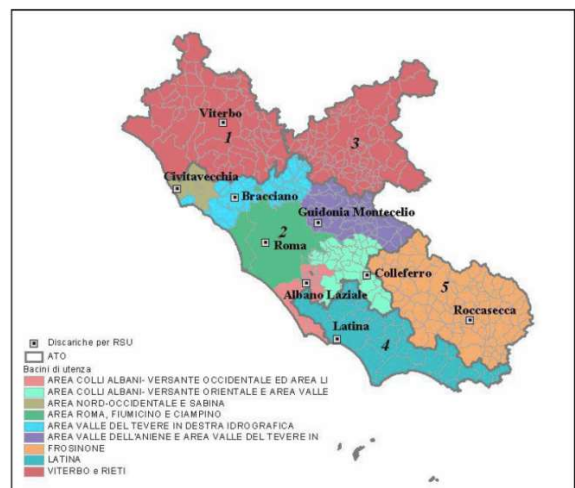 Viterbo
1
3
Civitavecchia
Bracciano
Guidonia Montecelio
2
Roma
Colleferro
5
Albano Laziale
Roccasecca
Latina
4
Discariche per RSU
ATO
Bacini di utenza
AREA COLLI ALBANI- VERSANTE OCCIDENTALE ED AREA LI
AREA COLLI ALBANI- VERSANTE ORIENTALE E AREA VALLE
AREA NORD-OCCIDENTALE E SABINA
AREA ROMA, FIUMICINO E CIAMPINO
AREA VALLE DEL TEVERE IN DESTRA IDROGRAFICA
AREA VALLE DELL'ANIENE E AREA VALLE DEL TEVERE IN
FROSINONE
LATINA
VITERBO e RIETI